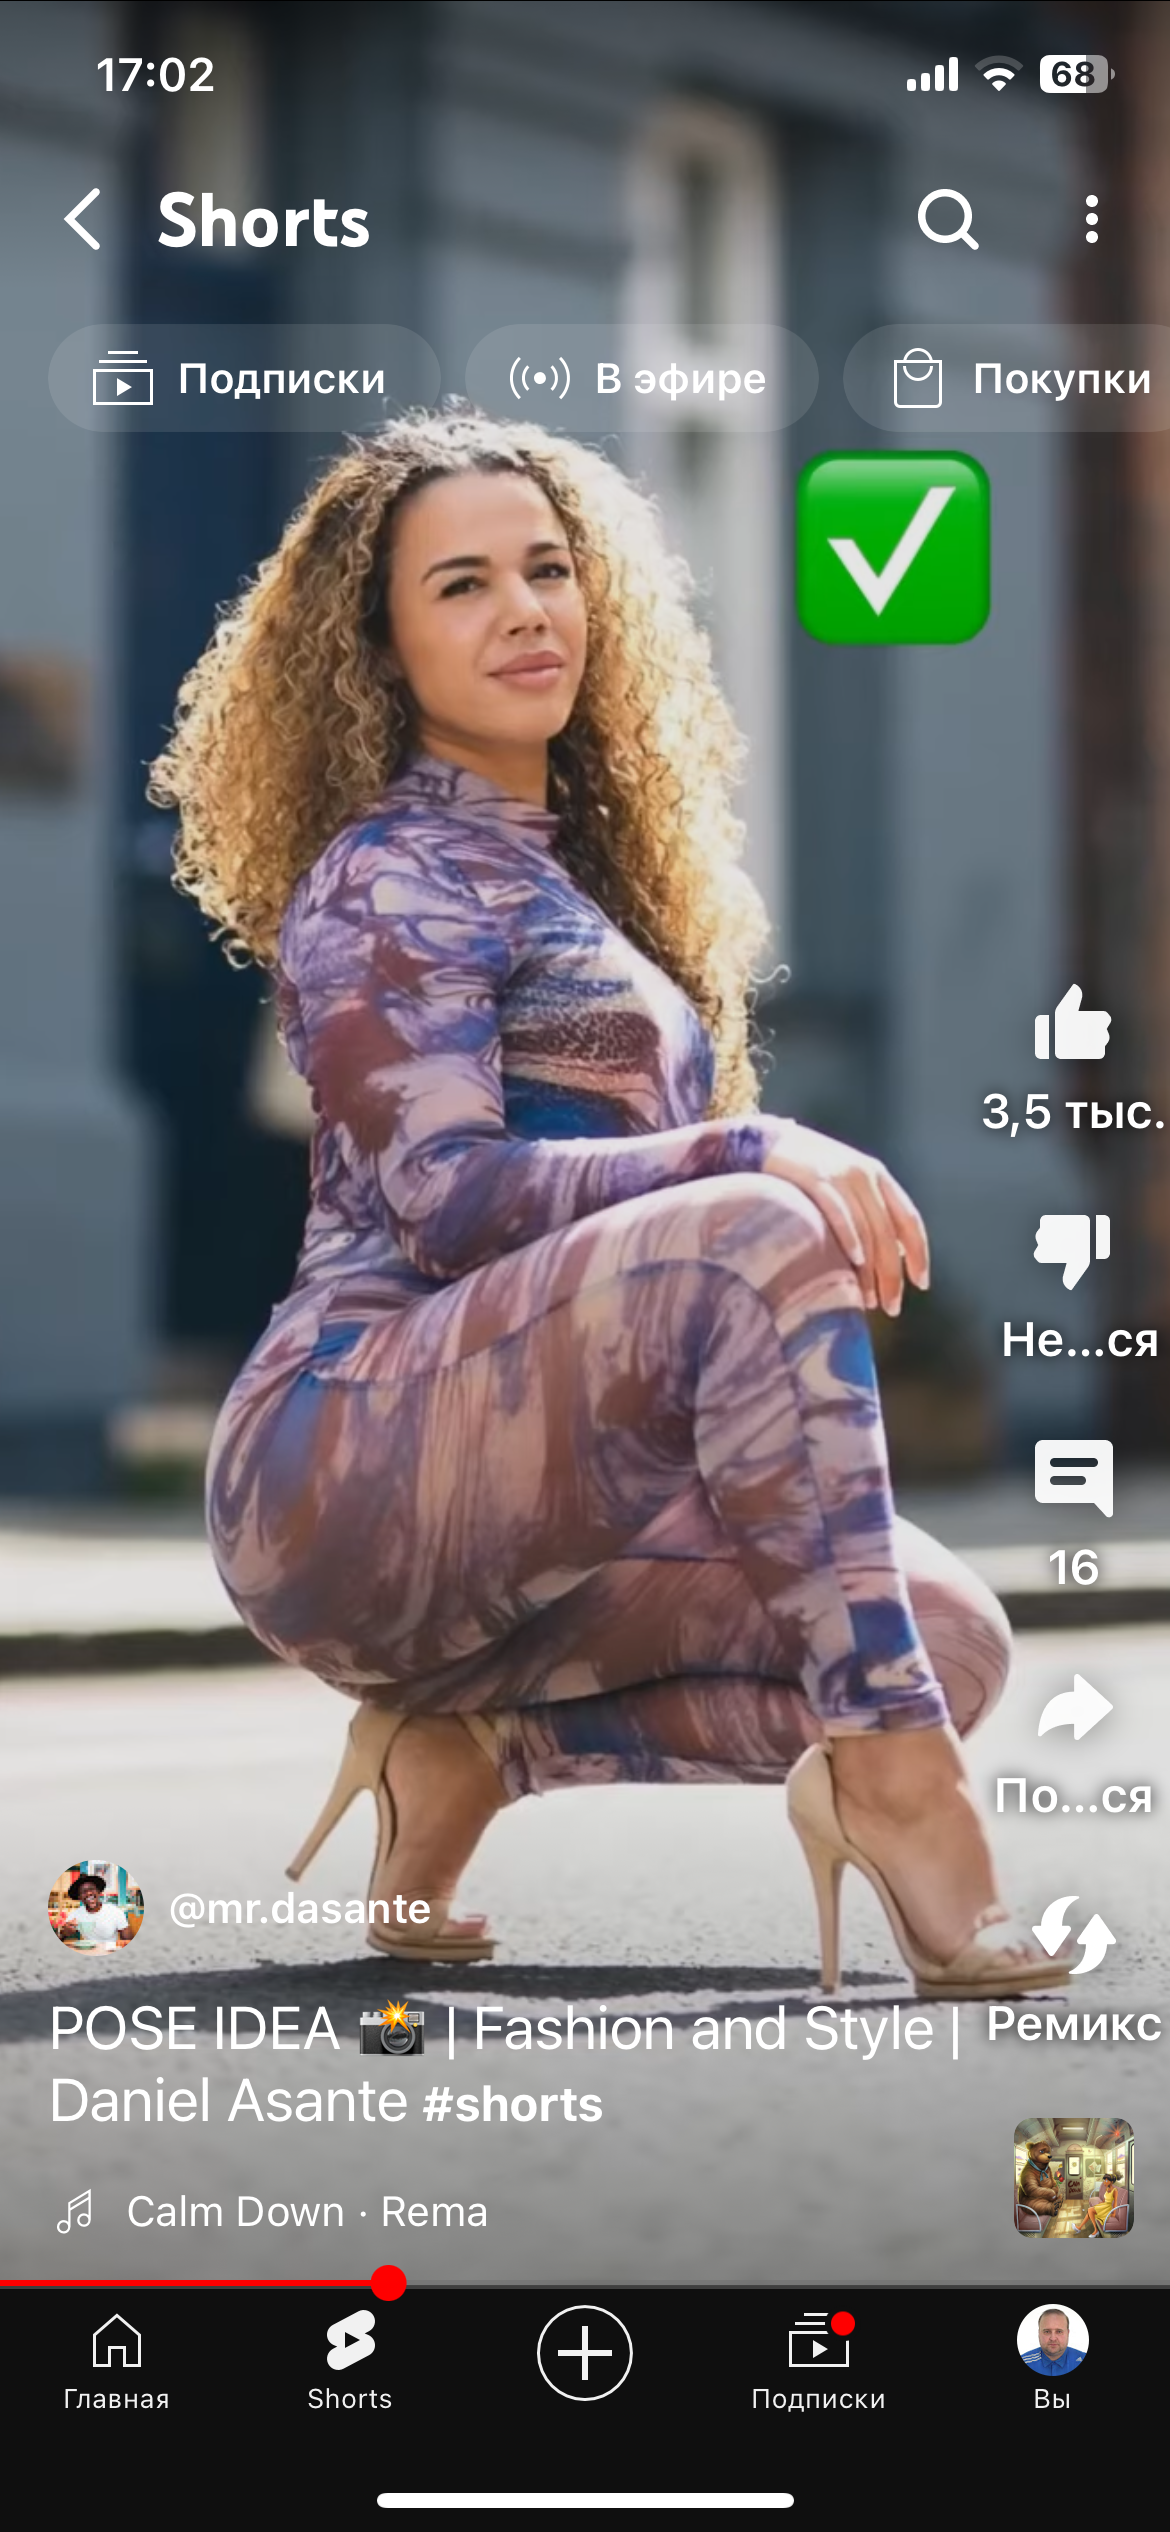 17:02
68
Shorts
Подписки
В эфире
Покупки
3,5 тыс.
Не...ся
16
По...ся
@mr.dasante
POSE IDEA 📸 | Fashion and Style |
Ремикс
Daniel Asante #shorts
Calm Down · Rema
Главная
Shorts
Подписки
Вы